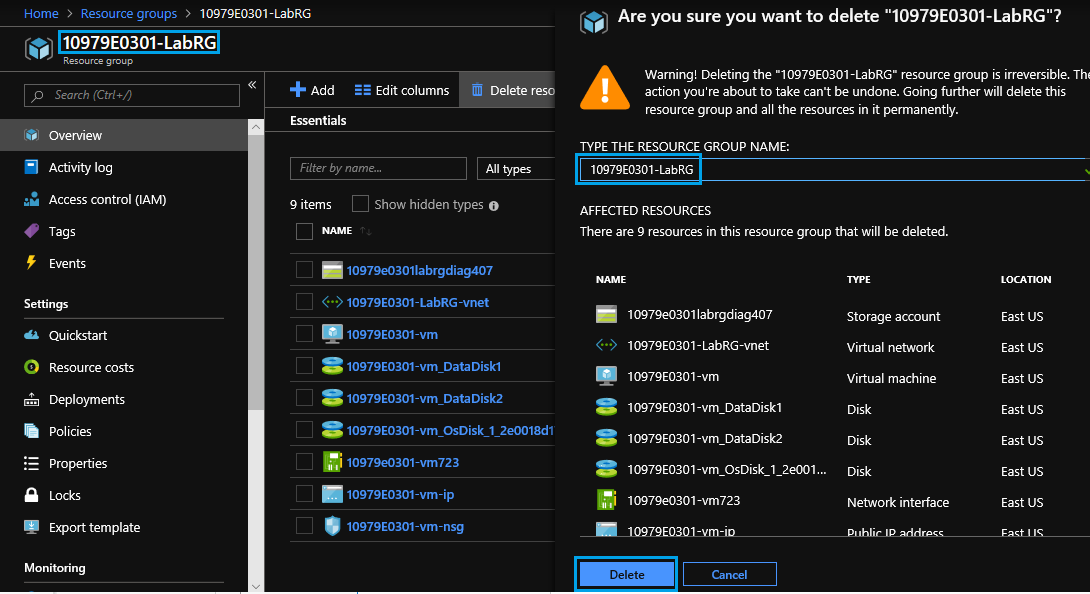 Home > Resource groups > 10979E0301-LabRG
10979E0301-LabRG
Resource group
Search (Ctrl+/)
Overview
Activity log
Access control (IAM)
Tags
Events
Settings
Quickstart
Resource costs
Deployments
Policies
Properties
Locks
Export template
Monitoring
Add Edit columns Delete reso
Essentials
Filter by name... All types
9 items Show hidden types
NAME
10979e0301labrgdiag407
10979E0301-LabRG-vnet
10979E0301-vm
10979E0301-vm_DataDisk1
10979E0301-vm_DataDisk2
10979E0301-vm_OsDisk_1_2e0018d1
10979e0301-vm723
10979E0301-vm-ip
10979E0301-vm-nsg
Are you sure you want to delete "10979E0301-LabRG"?
Warning! Deleting the "10979E0301-LabRG" resource group is irreversible. The
action you're about to take can't be undone. Going further will delete this
resource group and all the resources in it permanently.
TYPE THE RESOURCE GROUP NAME:
10979E0301-LabRG
AFFECTED RESOURCES
There are 9 resources in this resource group that will be deleted.
NAME TYPE LOCATION
10979e0301labrgdiag407 Storage account East US
10979E0301-LabRG-vnet Virtual network East US
10979E0301-vm Virtual machine East US
10979E0301-vm_DataDisk1 Disk East US
10979E0301-vm_DataDisk2 Disk East US
10979E0301-vm_OsDisk_1_2e001... Disk East US
10979e0301-vm723 Network interface East US
10979E0301-vm-ip Public IP address East US
Delete Cancel